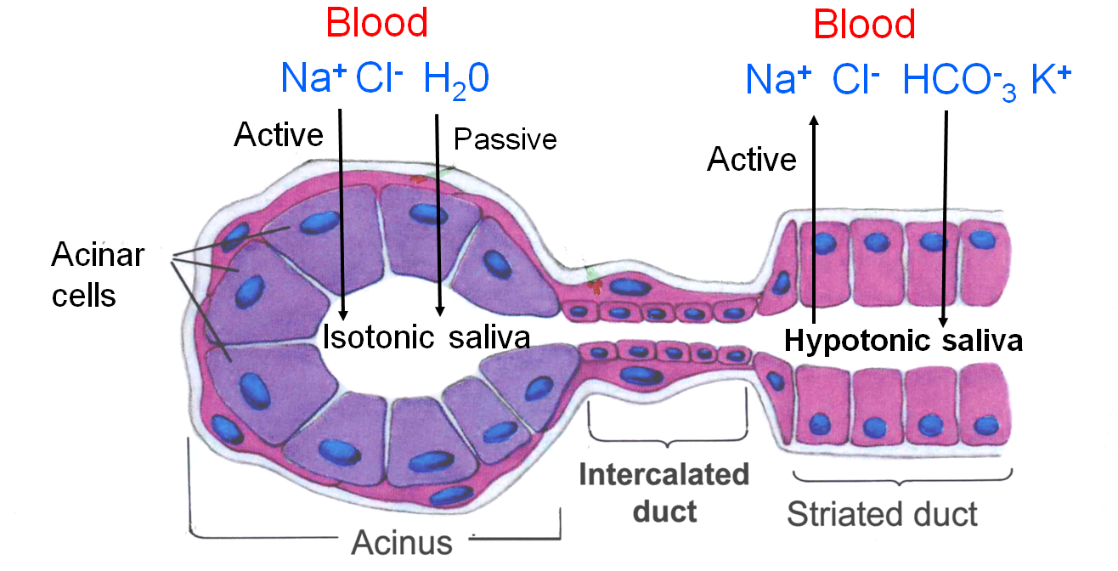 Blood
Na⁺ Cl⁻ H₂0
Active
Passive
Acinar
cells
Isotonic saliva
Acinus
Intercalated
duct
Blood
Na⁺ Cl⁻ HCO⁻₃ K⁺
Active
Hypotonic saliva
Striated duct